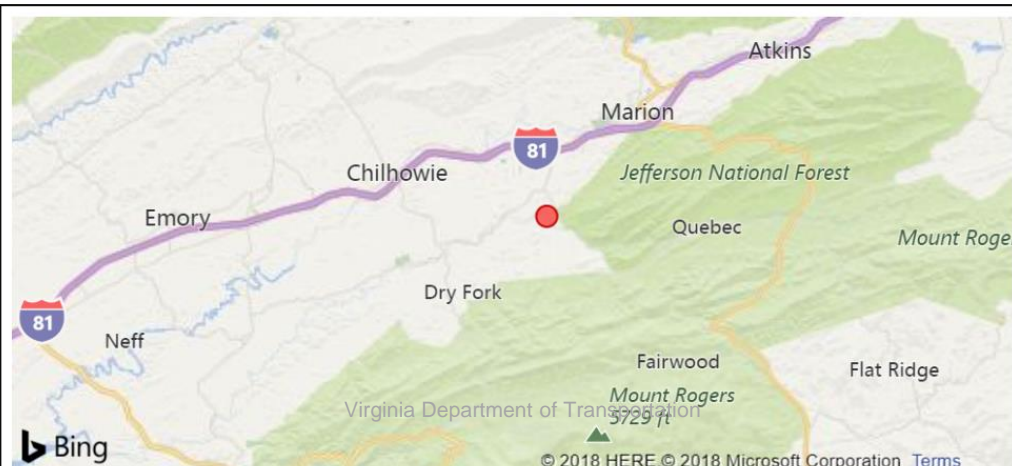 Atkins
Marion
81
Chilhowie
Jefferson National Forest
Emory
Quebec
Mount Roge
Dry Fork
81
Neff
Fairwood
Flat Ridge
Mount Rogers
Virginia Department of Transportation
5729 ft
Bing
© 2018 HERE © 2018 Microsoft Corporation Terms